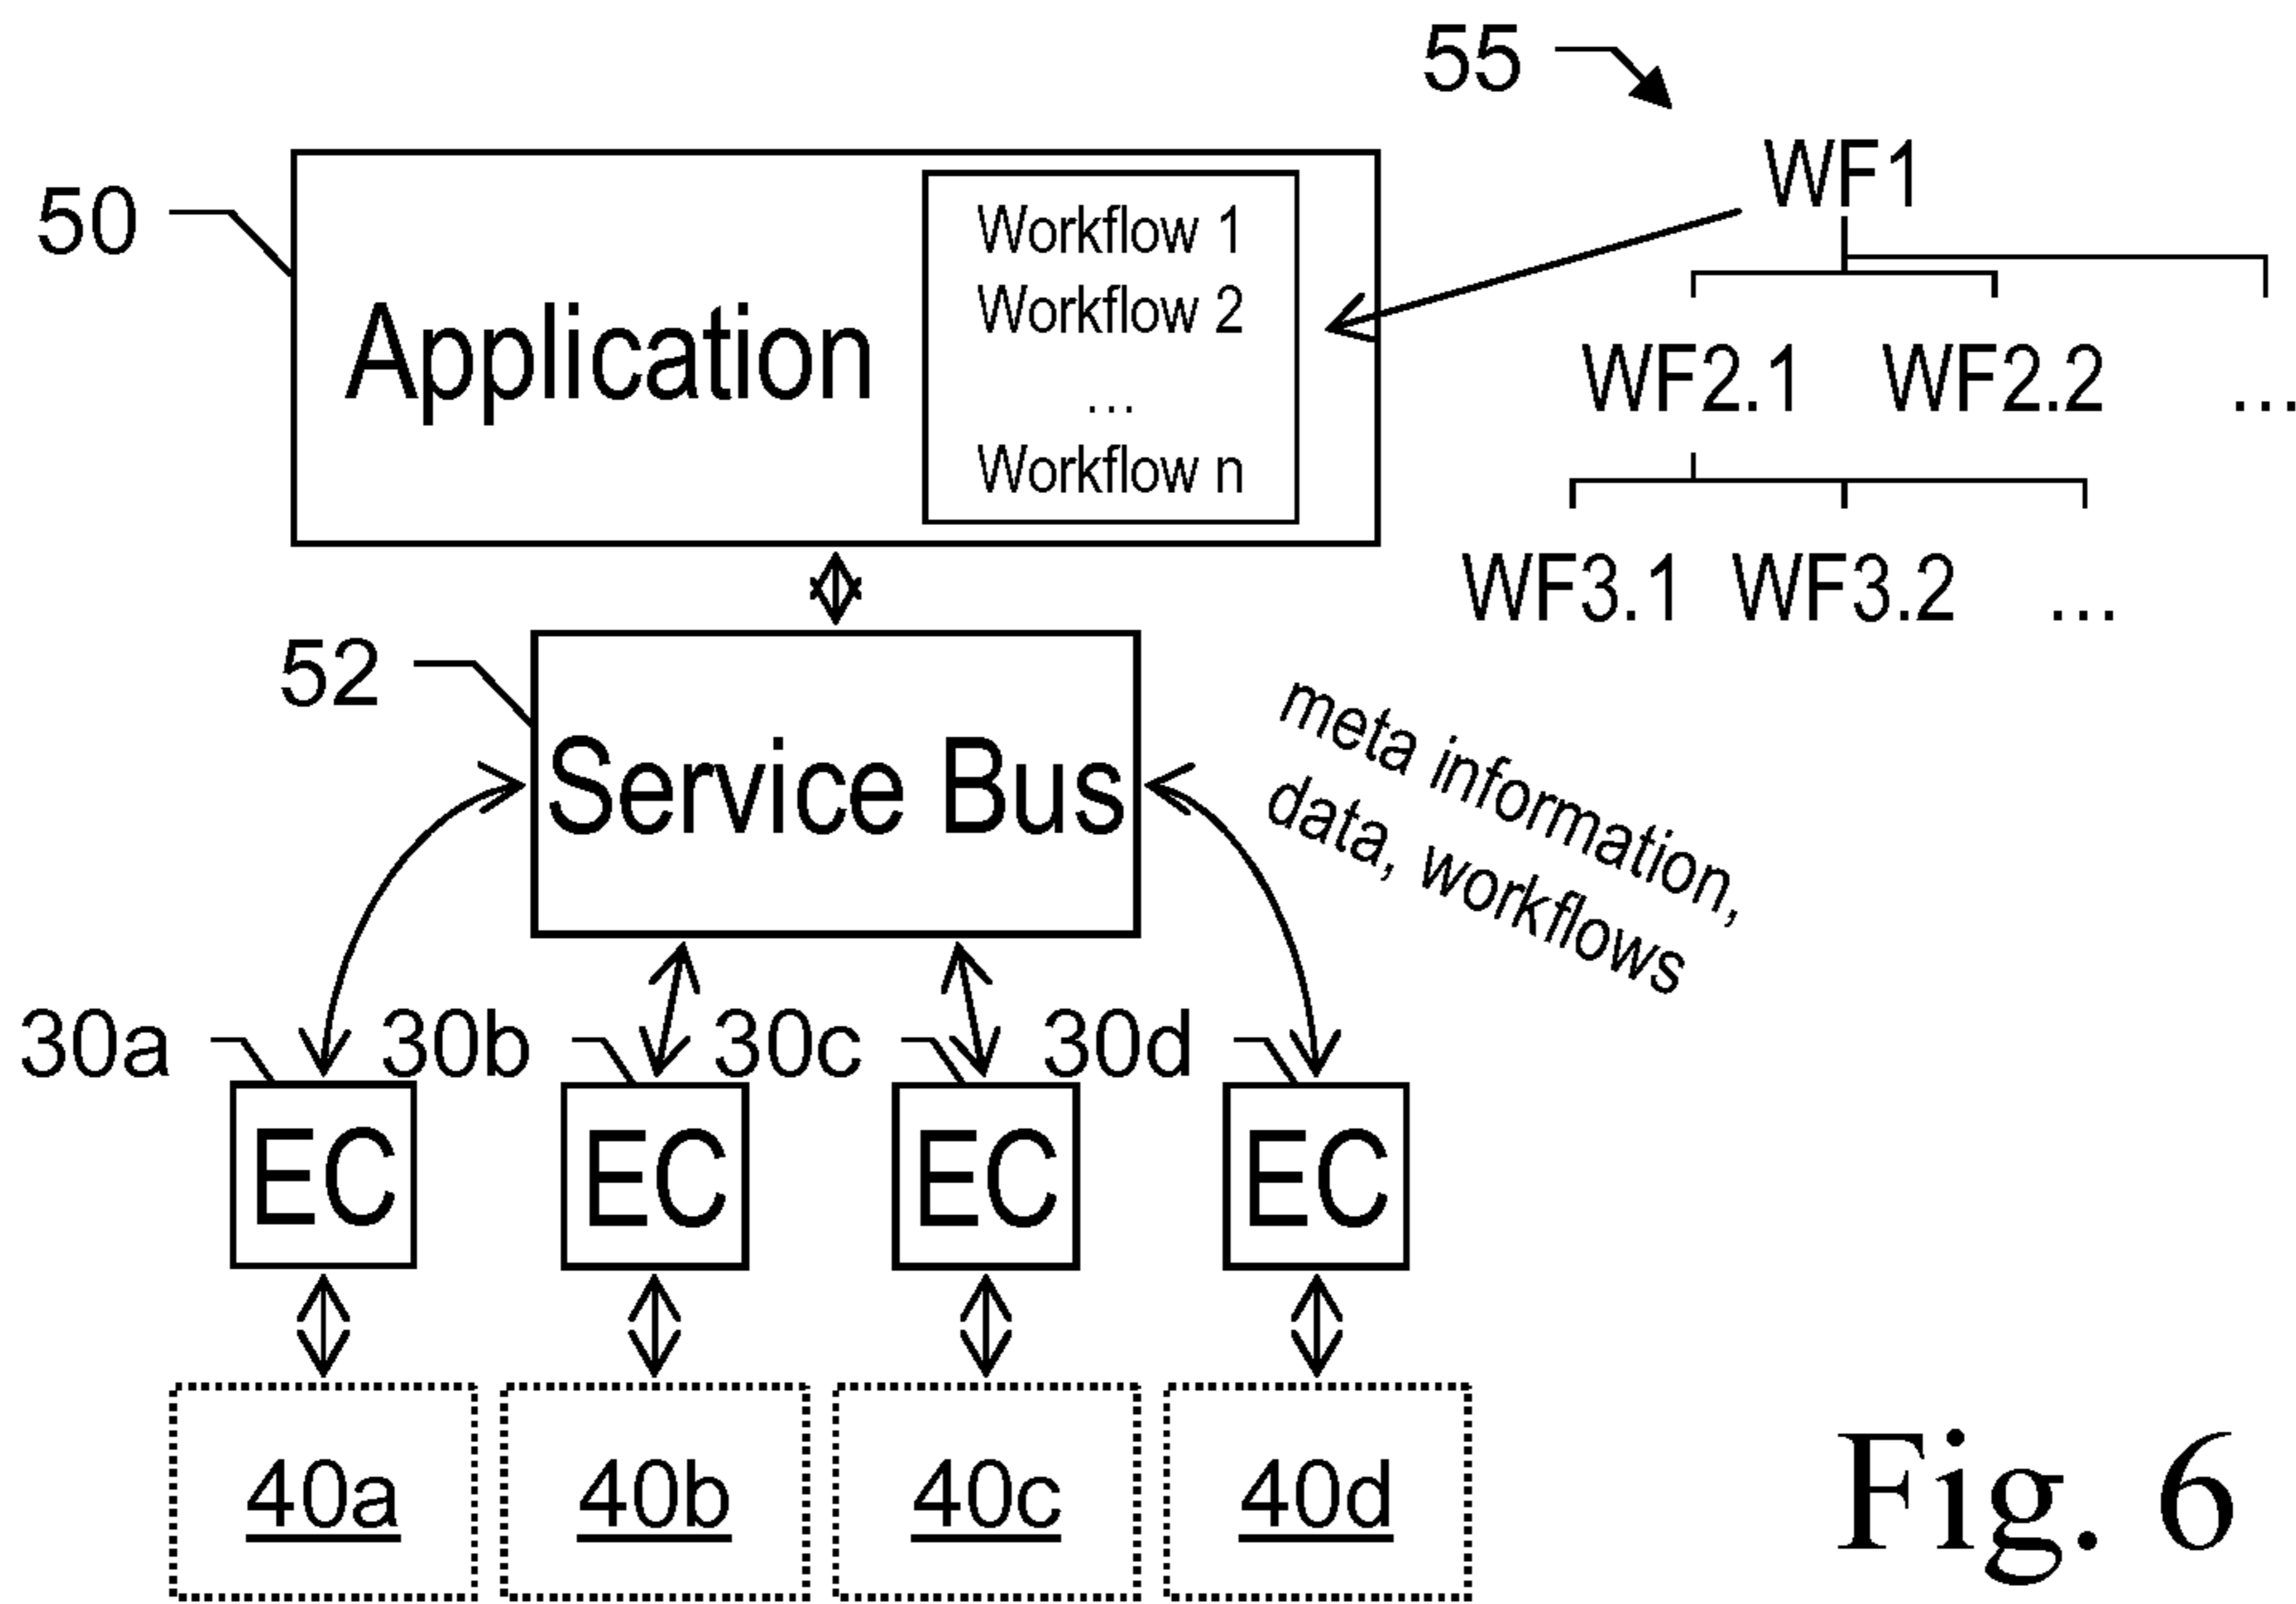 55
WF1
50
Application
Workflow 1
Workflow 2
...
Workflow n
WF2.1 WF2.2 ...
WF3.1 WF3.2 ...
52
Service Bus
meta information,
data, workflows
30a 30b 30c 30d
EC EC EC EC
40a 40b 40c 40d
Fig. 6